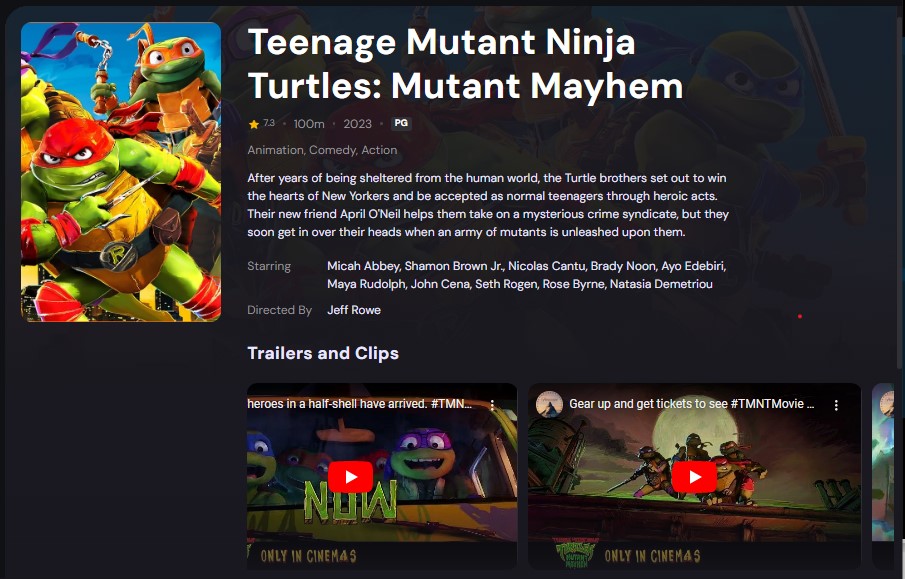 Teenage Mutant Ninja
Turtles: Mutant Mayhem
7.3 • 100m • 2023 • PG
Animation, Comedy, Action
After years of being sheltered from the human world, the Turtle brothers set out to win
the hearts of New Yorkers and be accepted as normal teenagers through heroic acts.
Their new friend April O'Neil helps them take on a mysterious crime syndicate, but they
soon get in over their heads when an army of mutants is unleashed upon them.
Starring Micah Abbey, Shamon Brown Jr., Nicolas Cantu, Brady Noon, Ayo Edebiri,
Maya Rudolph, John Cena, Seth Rogen, Rose Byrne, Natasia Demetriou
Directed By Jeff Rowe
Trailers and Clips
heroes in a half-shell have arrived. #TMN...
NOW
ONLY IN CINEMAS
Gear up and get tickets to see #TMNTMovie ...
MUTANT
MAYHEM
ONLY IN CINEMAS
R